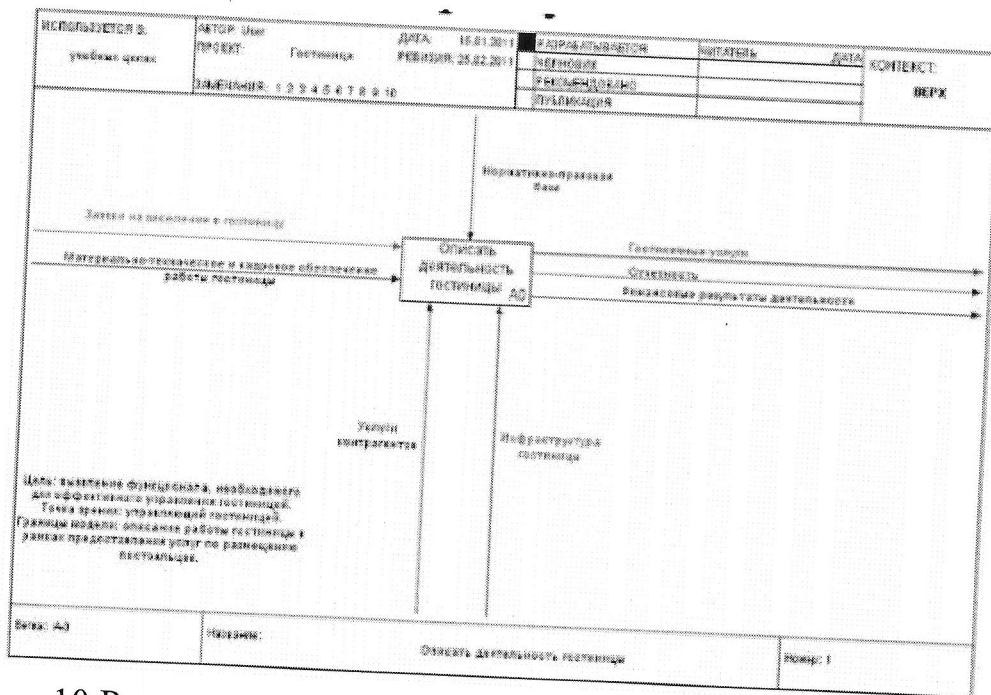 ИСПОЛЬЗУЕТСЯ В:
учебных целях
АВТОР: User
ДАТА: 15.01.2011
ПРОЕКТ: Гостиница
РЕВИЗИЯ: 25.02.2011
ЗАМЕЧАНИЯ: 1 2 3 4 5 6 7 8 9 10
РАЗРАБАТЫВАЕТСЯ
ЧЕРНОВИК
РЕКОМЕНДОВАНО
ПУБЛИКАЦИЯ
ЧИТАТЕЛЬ ДАТА
КОНТЕКСТ:
ВЕРХ
Нормативно-правовая
база
Заявки на заселение в гостиницу
Материально-техническое и кадровое обеспечение
работы гостиницы
Описать
деятельность
гостиницы
A0
Гостиничные услуги
Отчетность
Финансовые результаты деятельности
Услуги
контрагентов
Инфраструктура
гостиницы
Цель: выявление функционала, необходимого
для эффективного управления гостиницей.
Точка зрения: управляющий гостиницей.
Границы модели: описание работы гостиницы в
рамках предоставления услуг по размещению
постояльцев.
Ветка: A-0
Название:
Описать деятельность гостиницы
Номер: 1
10